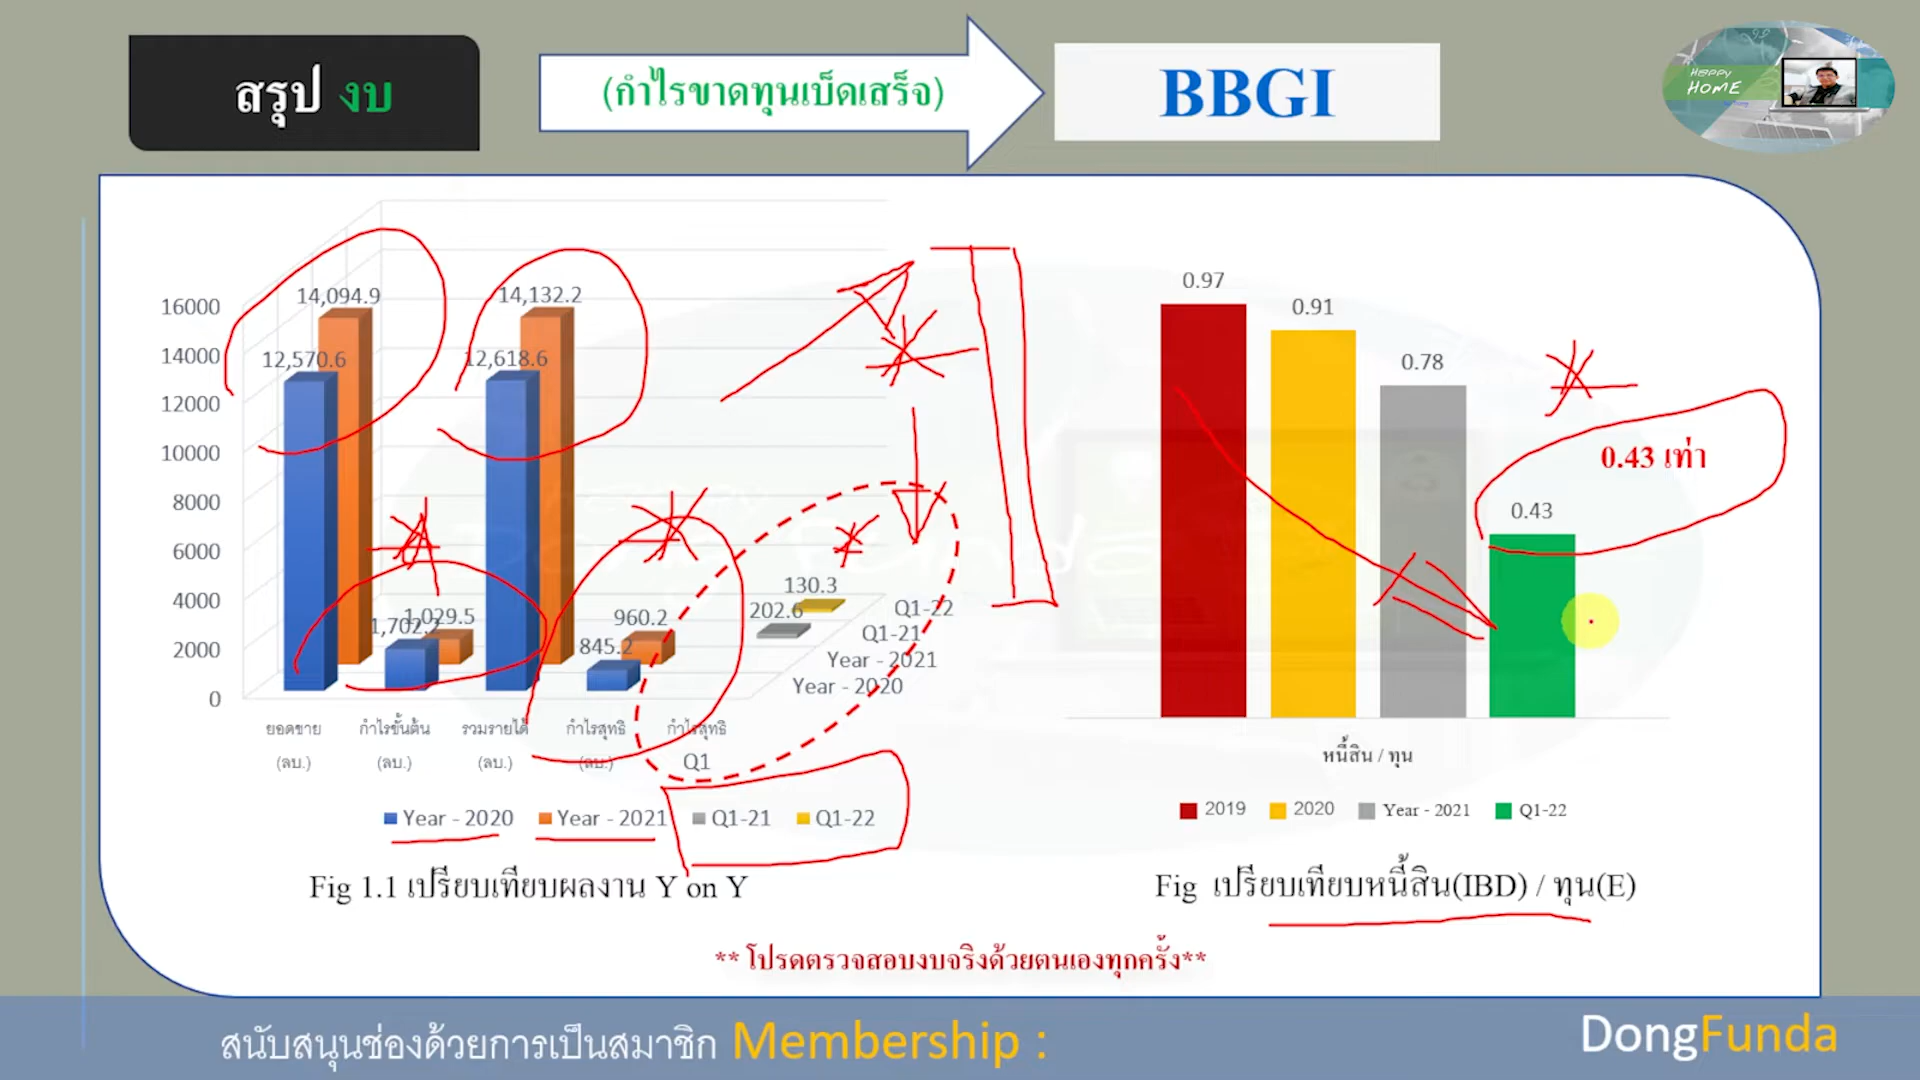 สรุป งบ
(กำไรขาดทุนเบ็ดเสร็จ)
BBGI
Happy
HOME
16000
14000
12000
10000
8000
6000
4000
2000
0
14,094.9
12,570.6
14,132.2
12,618.6
1,029.5
1,702.2
960.2
845.2
130.3
202.6
Q1-22
Q1-21
Year - 2021
Year - 2020
ยอดขาย (ลบ.)
กำไรขั้นต้น (ลบ.)
รวมรายได้ (ลบ.)
กำไรสุทธิ (ลบ.)
กำไรสุทธิ Q1
Year - 2020 Year - 2021 Q1-21 Q1-22
Fig 1.1 เปรียบเทียบผลงาน Y on Y
0.97
0.91
0.78
0.43
0.43 เท่า
หนี้สิน / ทุน
2019 2020 Year - 2021 Q1-22
Fig เปรียบเทียบหนี้สิน(IBD) / ทุน(E)
** โปรดตรวจสอบงบจริงด้วยตนเองทุกครั้ง**
สนับสนุนช่องด้วยการเป็นสมาชิก Membership :
DongFunda